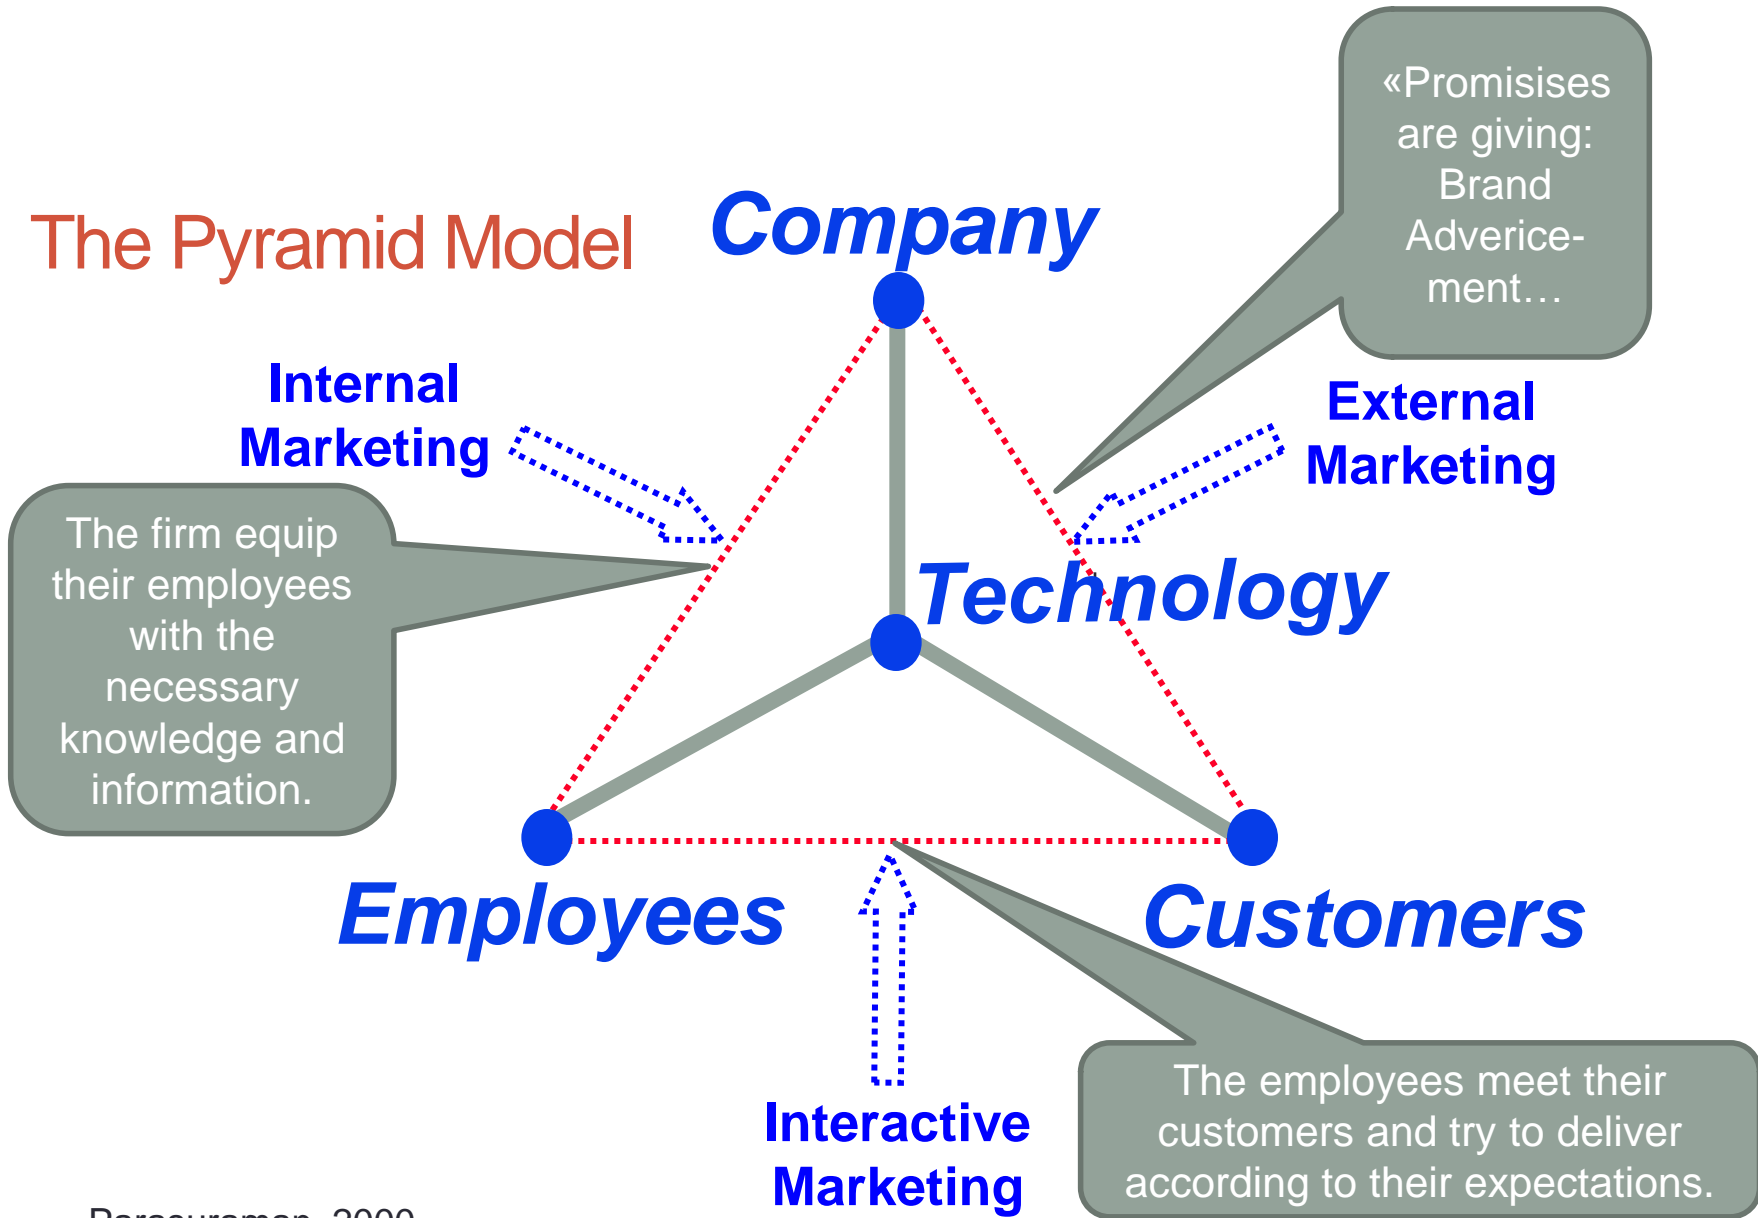 «Promisises
are giving:
Brand
Adverice-
ment…
The Pyramid Model
Company
Internal
Marketing
External
Marketing
The firm equip
their employees
with the
necessary
knowledge and
information.
Technology
Employees
Customers
Interactive
Marketing
The employees meet their
customers and try to deliver
according to their expectations.
Parasuraman, 2000